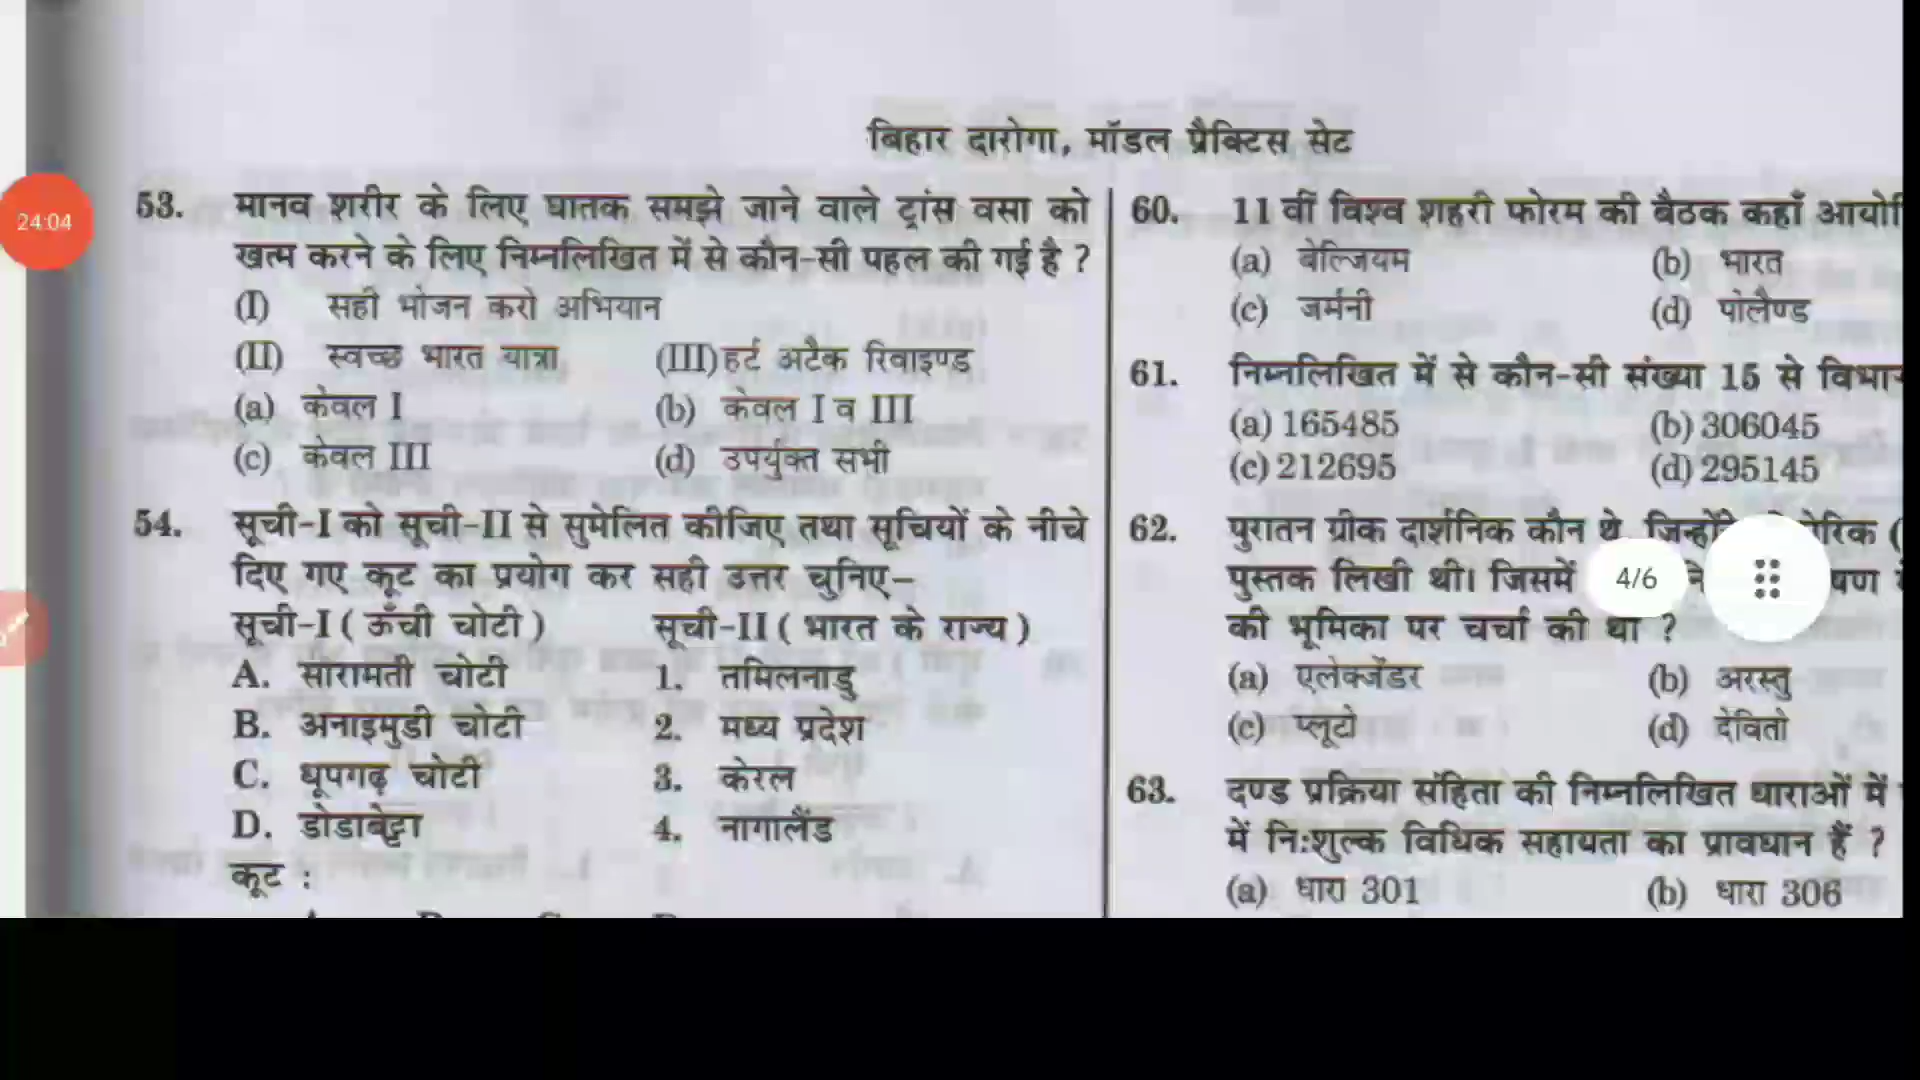 बिहार दारोगा, मॉडल प्रैक्टिस सेट
24:04
53. मानव शरीर के लिए घातक समझे जाने वाले ट्रांस वसा को
खत्म करने के लिए निम्नलिखित में से कौन-सी पहल की गई है ?
(I) सही भोजन करो अभियान
(II) स्वच्छ भारत यात्रा (III) हर्ट अटैक रिवाइण्ड
(a) केवल I (b) केवल I व III
(c) केवल III (d) उपर्युक्त सभी
54. सूची-I को सूची-II से सुमेलित कीजिए तथा सूचियों के नीचे
दिए गए कूट का प्रयोग कर सही उत्तर चुनिए–
सूची-I ( ऊँची चोटी ) सूची-II ( भारत के राज्य )
A. सारामती चोटी 1. तमिलनाडु
B. अनाइमुडी चोटी 2. मध्य प्रदेश
C. धूपगढ़ चोटी 3. केरल
D. डोडाबेट्टा 4. नागालैंड
कूट :
60. 11 वीं विश्व शहरी फोरम की बैठक कहाँ
(a) बेल्जियम (b) भारत
(c) जर्मनी (d) पोलैण्ड
61. निम्नलिखित में से कौन-सी संख्या 15 से
(a) 165485 (b) 306045
(c) 212695 (d) 295145
62. पुरातन ग्रीक दार्शनिक कौन थे
पुस्तक लिखी थी। जिसमें
4/6
की भूमिका पर चर्चा की था ?
(a) एलेक्जेंडर (b) अरस्तु
(c) प्लूटो (d) देवितो
63. दण्ड प्रक्रिया संहिता की निम्नलिखित धाराओं में
में नि:शुल्क विधिक सहायता का प्रावधान हैं ?
(a) धारा 301 (b) धारा 306